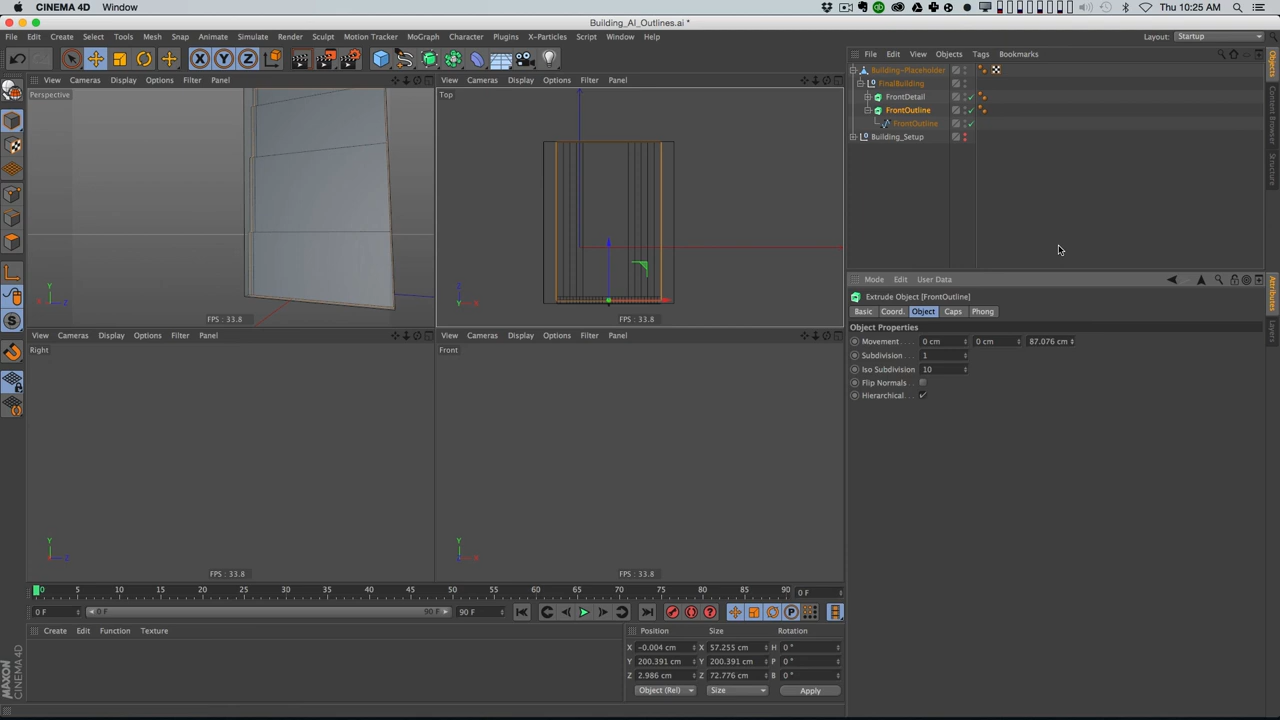 CINEMA 4D Window
Thu 10:25 AM
Building_AI_Outlines.ai *
File Edit Create Select Tools Mesh Snap Animate Simulate Render Sculpt Motion Tracker MoGraph Character Plugins X-Particles Script Window Help
Layout: Startup
X Y Z
File Edit View Objects Tags Bookmarks
View Cameras Display Options Filter Panel
View Cameras Display Options Filter Panel
Perspective
Top
Building-Placeholder
FinalBuilding
FrontDetail
FrontOutline
FrontOutline
Building_Setup
Objects
Content Browser
Structure
FPS : 33.8
FPS : 33.8
Mode Edit User Data
Extrude Object [FrontOutline]
Basic Coord. Object Caps Phong
Object Properties
Movement . . . . 0 cm 0 cm 87.076 cm
Subdivision . . 1
Iso Subdivision 10
Flip Normals . .
Hierarchical. . .
Attributes
Layers
View Cameras Display Options Filter Panel
View Cameras Display Options Filter Panel
Right
Front
FPS : 33.8
FPS : 33.8
0 5 10 15 20 25 30 35 40 45 50 55 60 65 70 75 80 85 90
0 F
0 F 0 F 90 F 90 F
Create Edit Function Texture
Position Size Rotation
X -0.004 cm X 57.255 cm H 0 °
Y 200.391 cm Y 200.391 cm P 0 °
Z 2.986 cm Z 72.776 cm B 0 °
Object (Rel) Size Apply
MAXON
CINEMA 4D